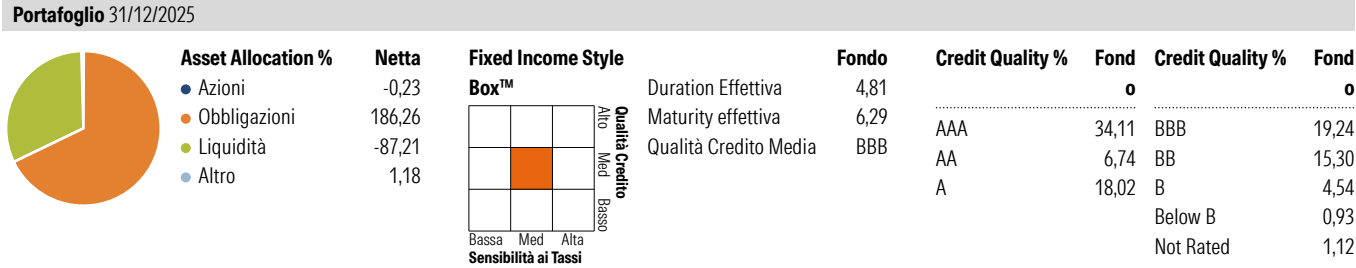 Portafoglio 31/12/2025
Asset Allocation % Netta
Azioni -0,23
Obbligazioni 186,26
Liquidità -87,21
Altro 1,18
Fixed Income Style
Box™
Alto Med Basso
Qualità Credito
Bassa Med Alta
Sensibilità ai Tassi
Fondo
Duration Effettiva 4,81
Maturity effettiva 6,29
Qualità Credito Media BBB
Credit Quality % Fond
o
AAA 34,11
AA 6,74
A 18,02
Credit Quality % Fond
o
BBB 19,24
BB 15,30
B 4,54
Below B 0,93
Not Rated 1,12